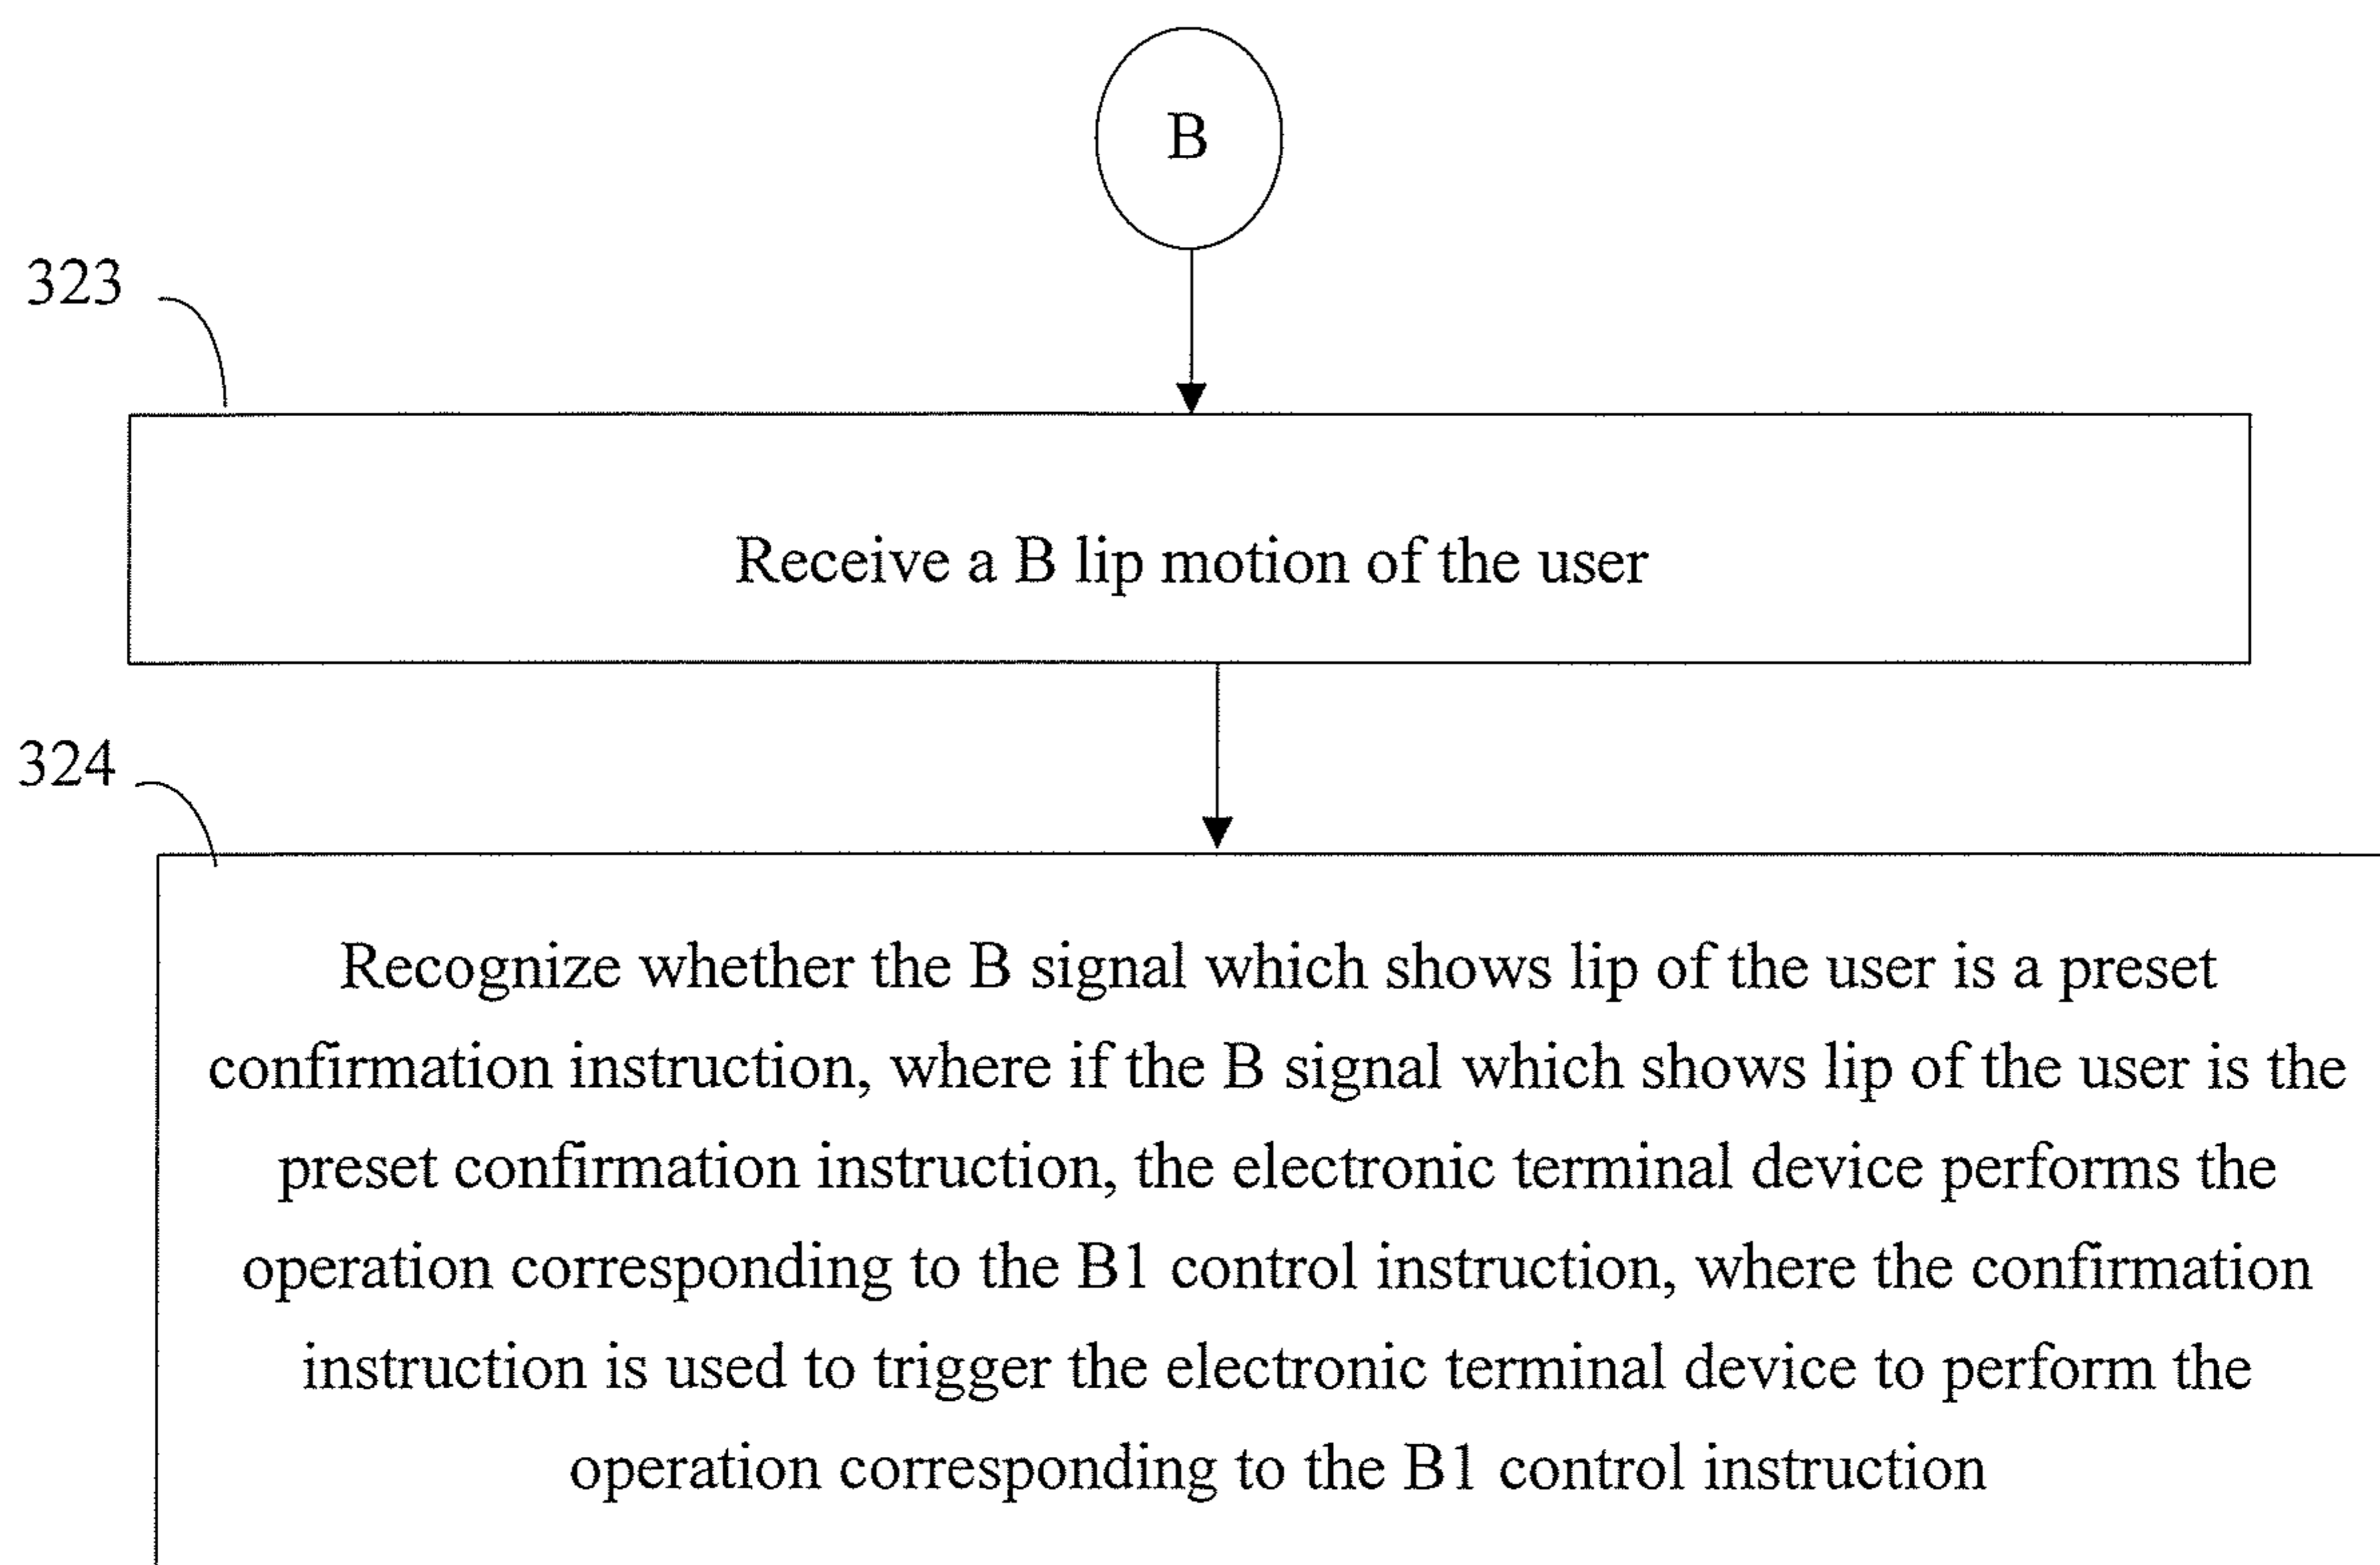 B
323
Receive a B lip motion of the user
324
Recognize whether the B signal which shows lip of the user is a preset
confirmation instruction, where if the B signal which shows lip of the user is the
preset confirmation instruction, the electronic terminal device performs the
operation corresponding to the B1 control instruction, where the confirmation
instruction is used to trigger the electronic terminal device to perform the
operation corresponding to the B1 control instruction